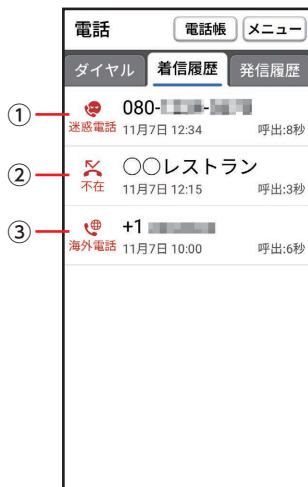 電話 電話帳 メニュー
ダイヤル 着信履歴 発信履歴
① 080-
迷惑電話 11月7日 12:34 呼出:8秒
② 〇〇レストラン
不在 11月7日 12:15 呼出:3秒
③ +1
海外電話 11月7日 10:00 呼出:6秒